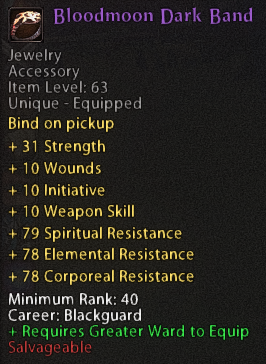 Bloodmoon Dark Band
Jewelry
Accessory
Item Level: 63
Unique - Equipped
Bind on pickup
+ 31 Strength
+ 10 Wounds
+ 10 Initiative
+ 10 Weapon Skill
+ 79 Spiritual Resistance
+ 78 Elemental Resistance
+ 78 Corporeal Resistance
Minimum Rank: 40
Career: Blackguard
+ Requires Greater Ward to Equip
Salvageable